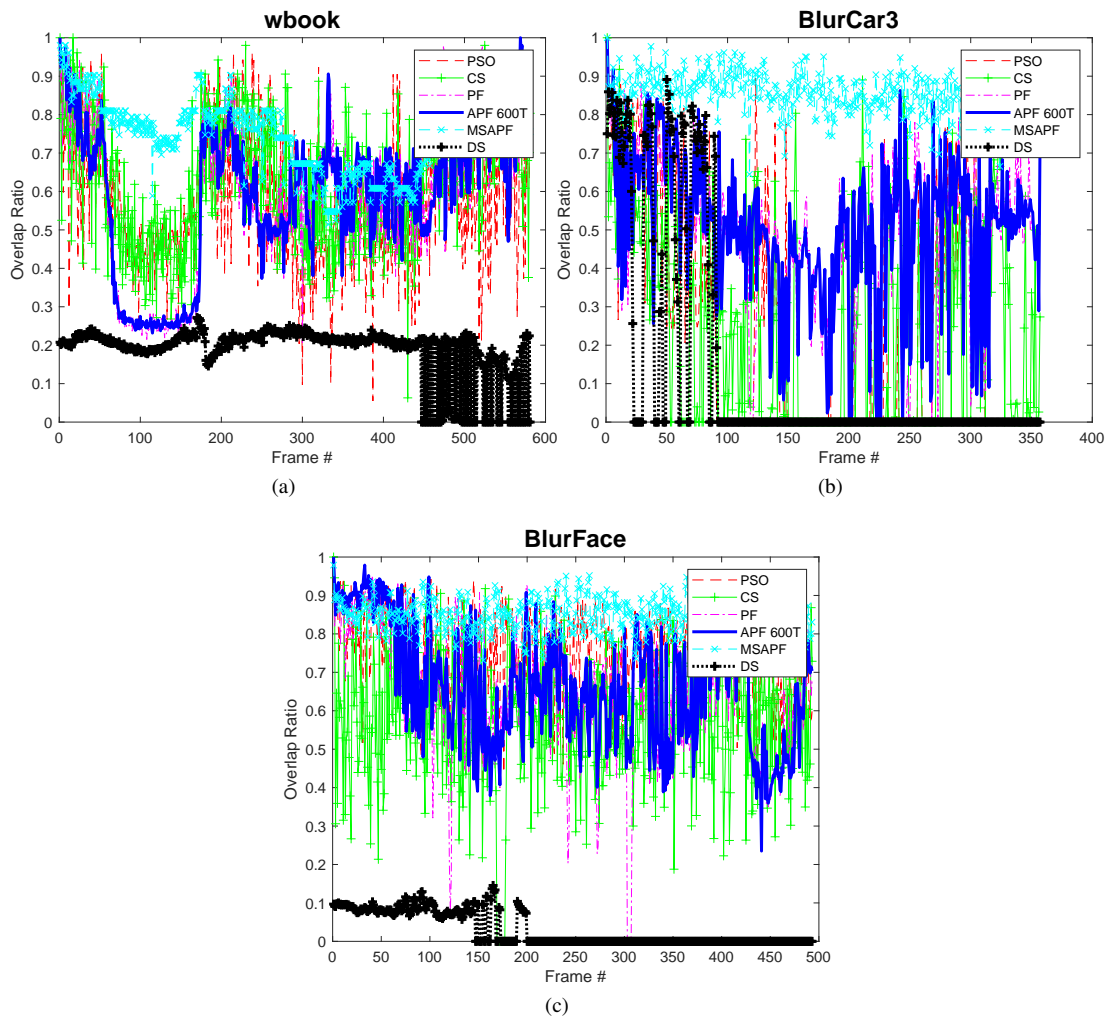 wbook
1
0.9
0.8
0.7
0.6
0.5
0.4
0.3
0.2
0.1
0
Overlap Ratio
0 100 200 300 400 500 600
Frame #
PSO
CS
PF
APF 600T
MSAPF
DS
(a)
BlurCar3
1
0.9
0.8
0.7
0.6
0.5
0.4
0.3
0.2
0.1
0
Overlap Ratio
0 50 100 150 200 250 300 350 400
Frame #
PSO
CS
PF
APF 600T
MSAPF
DS
(b)
BlurFace
1
0.9
0.8
0.7
0.6
0.5
0.4
0.3
0.2
0.1
0
Overlap Ratio
0 50 100 150 200 250 300 350 400 450 500
Frame #
PSO
CS
PF
APF 600T
MSAPF
DS
(c)